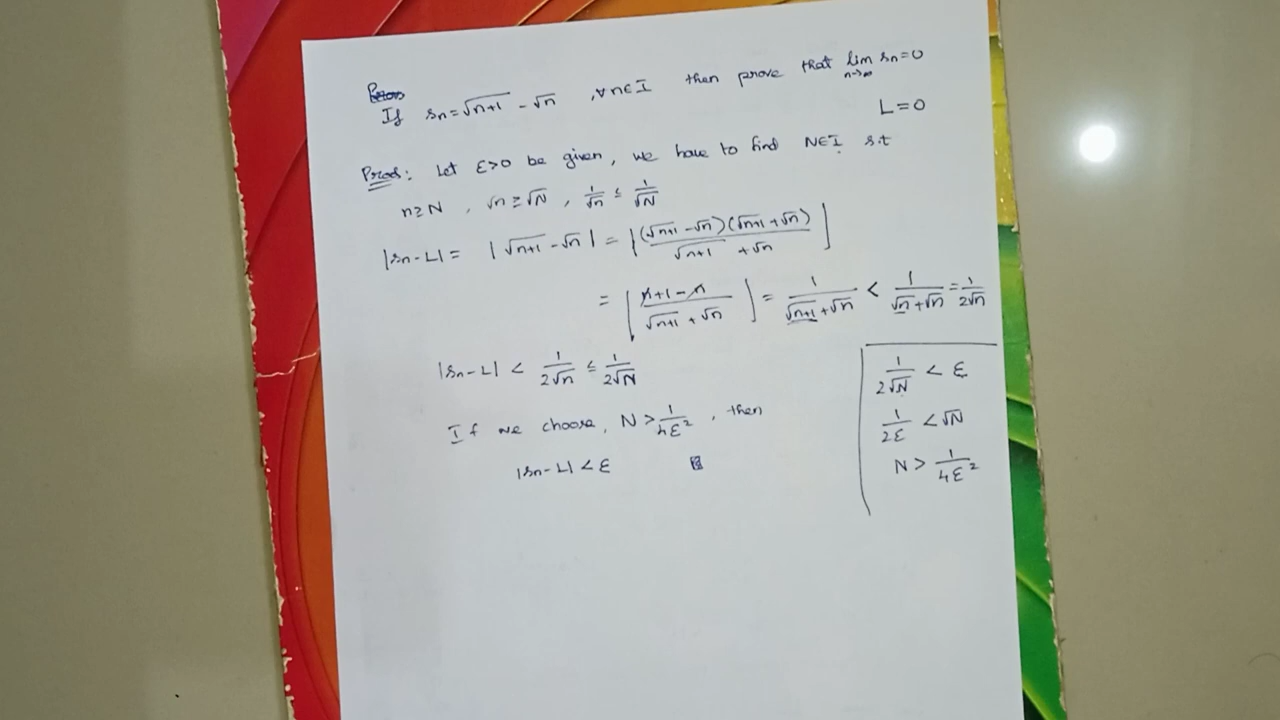 If sn = √n+1 - √n , ∀ n∈I then prove that lim n→∞ sn = 0
L = 0
Proof: Let ε>0 be given, we have to find N∈I s.t
n≥N , √n ≥ √N , 1/√n ≤ 1/√N
|sn-L| = |√n+1 - √n| = |(√n+1 - √n)(√n+1 + √n)/√n+1 + √n|
= |n+1-n/√n+1 + √n| = 1/√n+1 + √n < 1/√n + √n = 1/2√n
|sn-L| < 1/2√n ≤ 1/2√N
If we choose, N > 1/4ε², then
|sn-L| < ε
1/2√N < ε
1/2ε < √N
N > 1/4ε²